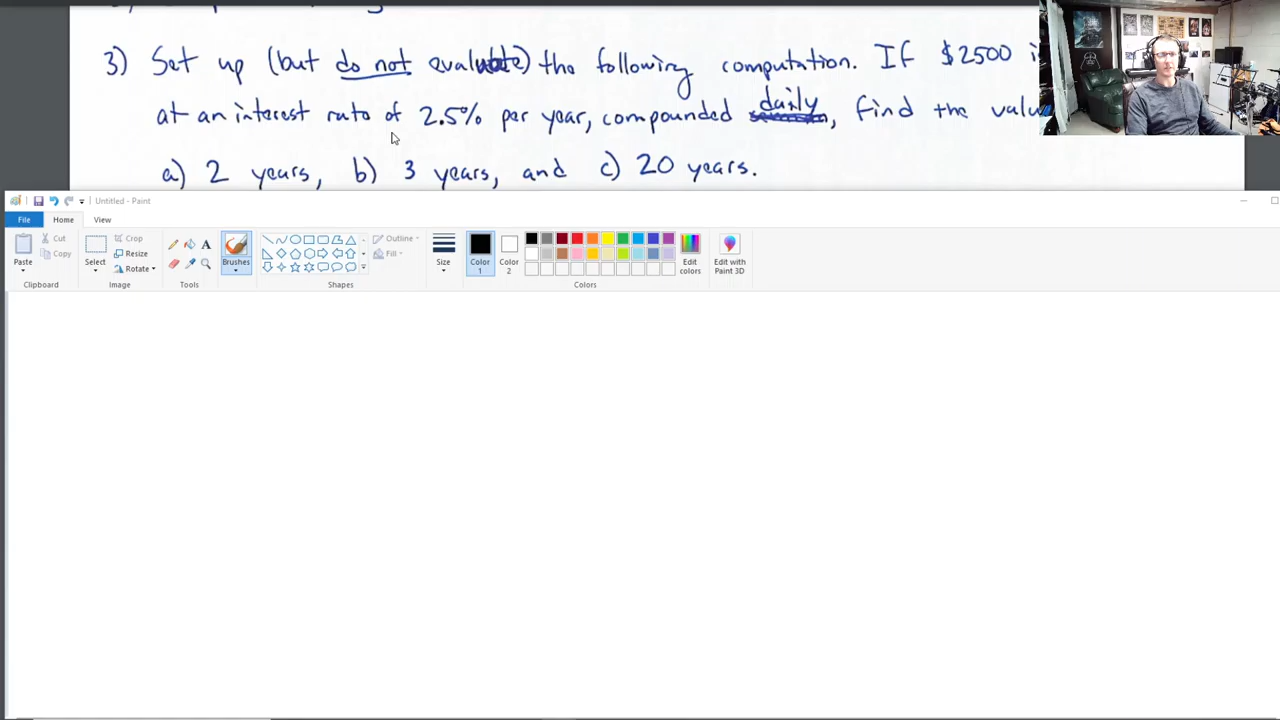 3) Set up (but do not evaluate) the following computation. If $2500
at an interest rate of 2.5% per year, compounded daily, find the
a) 2 years, b) 3 years, and c) 20 years.
Untitled - Paint
File Home View
Paste
Cut
Copy
Clipboard
Select
Crop
Resize
Rotate
Image
A
Tools
Brushes
Outline
Fill
Shapes
Size
Color 1
Color 2
Edit colors
Edit with Paint 3D
Colors